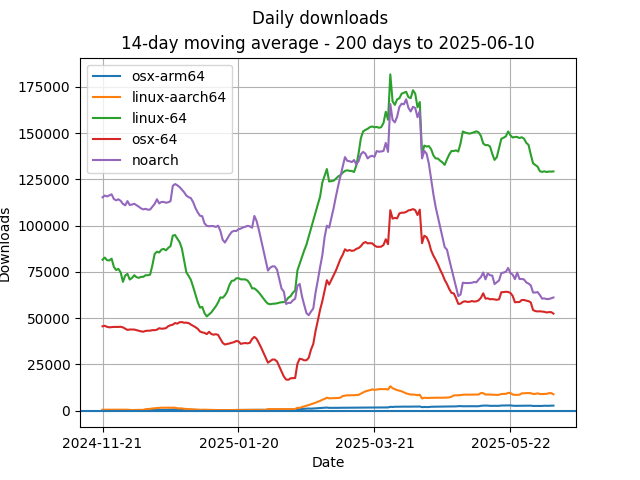 Daily downloads
14-day moving average - 200 days to 2025-06-10
osx-arm64
linux-aarch64
linux-64
osx-64
noarch
175000
150000
125000
100000
75000
50000
25000
0
Downloads
2024-11-21
2025-01-20
2025-03-21
2025-05-22
Date